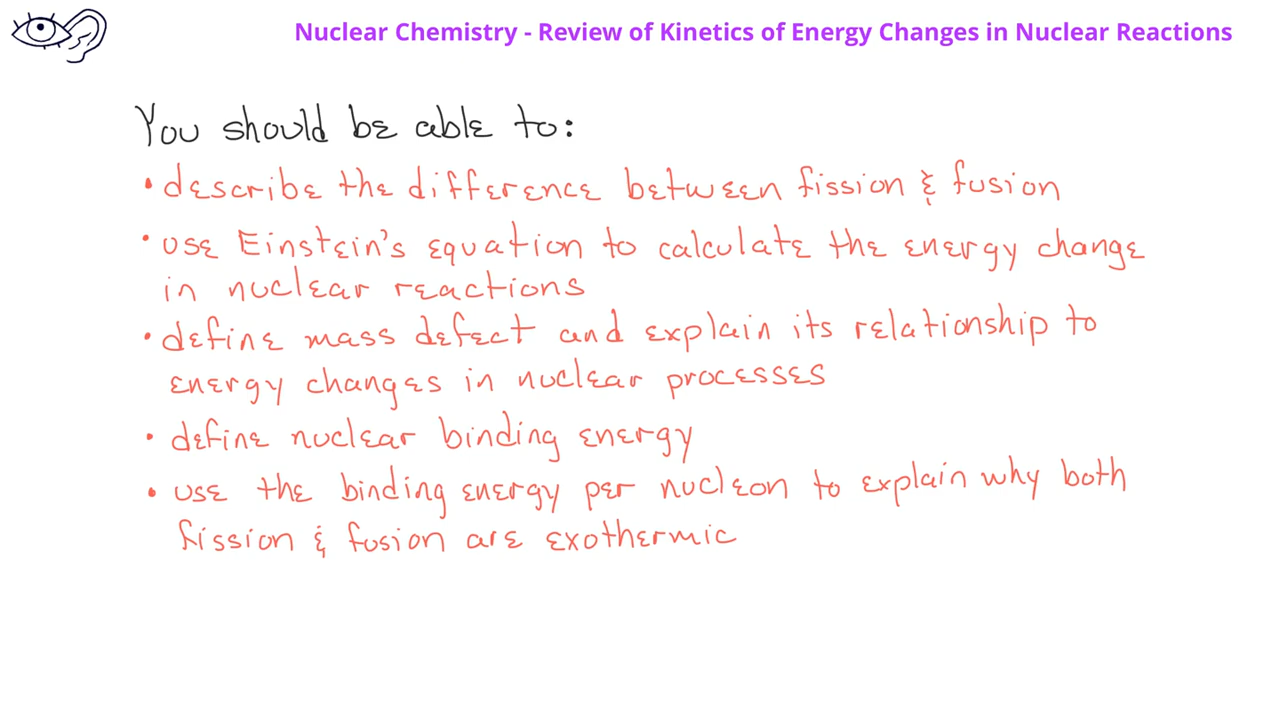 Nuclear Chemistry - Review of Kinetics of Energy Changes in Nuclear Reactions
You should be able to:
• describe the difference between fission & fusion
• use Einstein's equation to calculate the energy change
in nuclear reactions
• define mass defect and explain its relationship to
energy changes in nuclear processes
• define nuclear binding energy
• use the binding energy per nucleon to explain why both
fission & fusion are exothermic